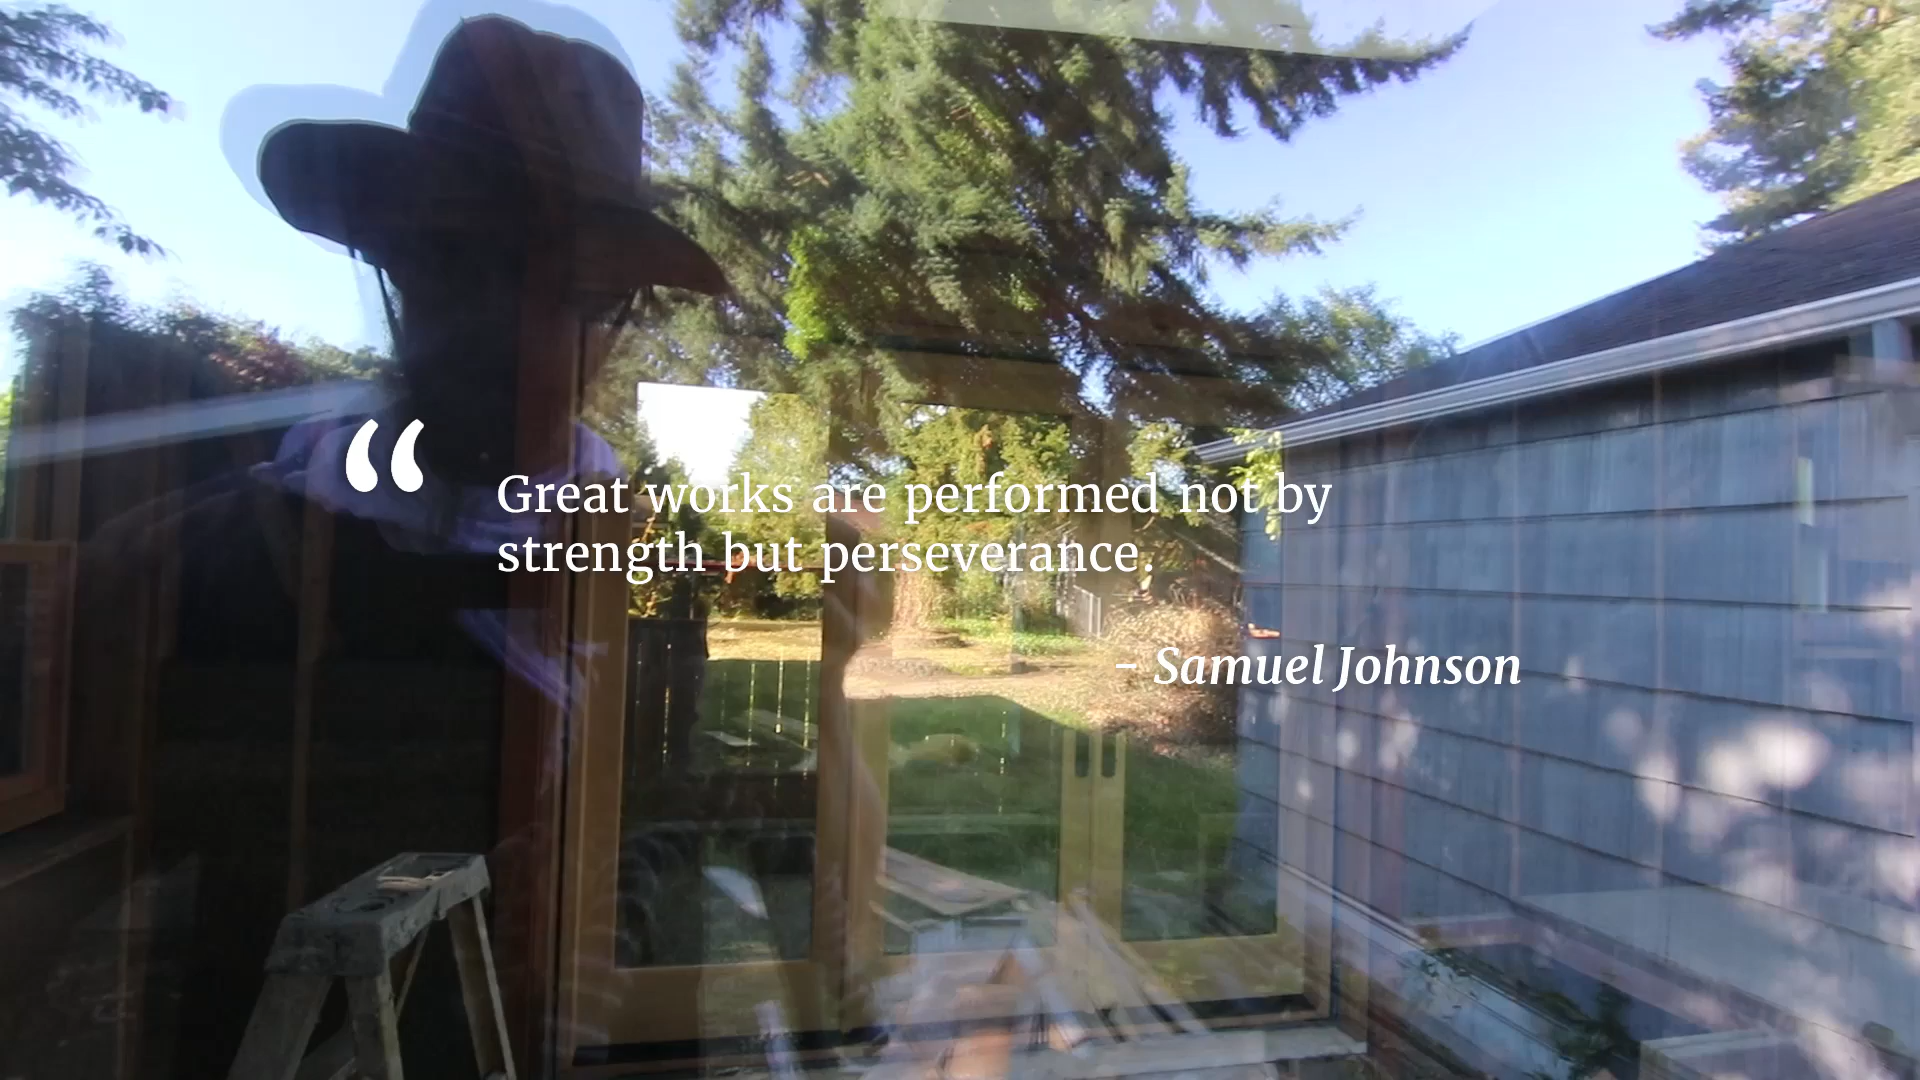 “
Great works are performed not by
strength but perseverance.
- Samuel Johnson